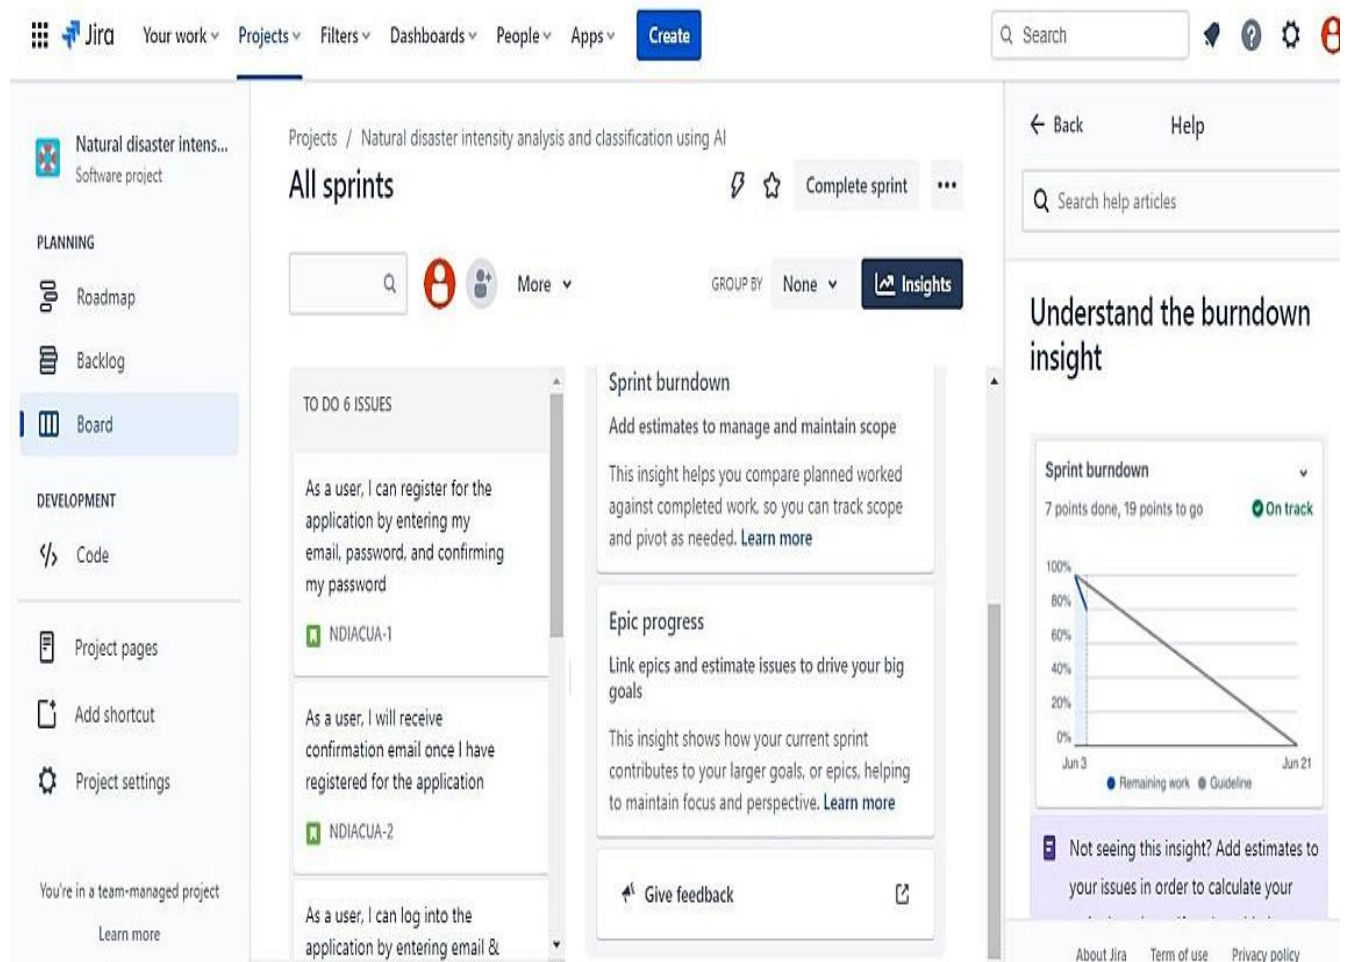 Jira
Your work
Projects
Filters
Dashboards
People
Apps
Create
Search
Natural disaster intens...
Software project
PLANNING
Roadmap
Backlog
Board
DEVELOPMENT
Code
Project pages
Add shortcut
Project settings
You're in a team-managed project
Learn more
Projects / Natural disaster intensity analysis and classification using AI
All sprints
Complete sprint
More
GROUP BY
None
Insights
TO DO 6 ISSUES
As a user, I can register for the
application by entering my
email, password, and confirming
my password
NDIACUA-1
As a user, I will receive
confirmation email once I have
registered for the application
NDIACUA-2
As a user, I can log into the
application by entering email &
Sprint burndown
Add estimates to manage and maintain scope
This insight helps you compare planned worked
against completed work, so you can track scope
and pivot as needed. Learn more
Epic progress
Link epics and estimate issues to drive your big
goals
This insight shows how your current sprint
contributes to your larger goals, or epics, helping
to maintain focus and perspective. Learn more
Give feedback
Back
Help
Search help articles
Understand the burndown
insight
Sprint burndown
7 points done, 19 points to go
On track
100%
80%
60%
40%
20%
0%
Jun 3
Jun 21
Remaining work
Guideline
Not seeing this insight? Add estimates to
your issues in order to calculate your
About Jira
Term of use
Privacy policy